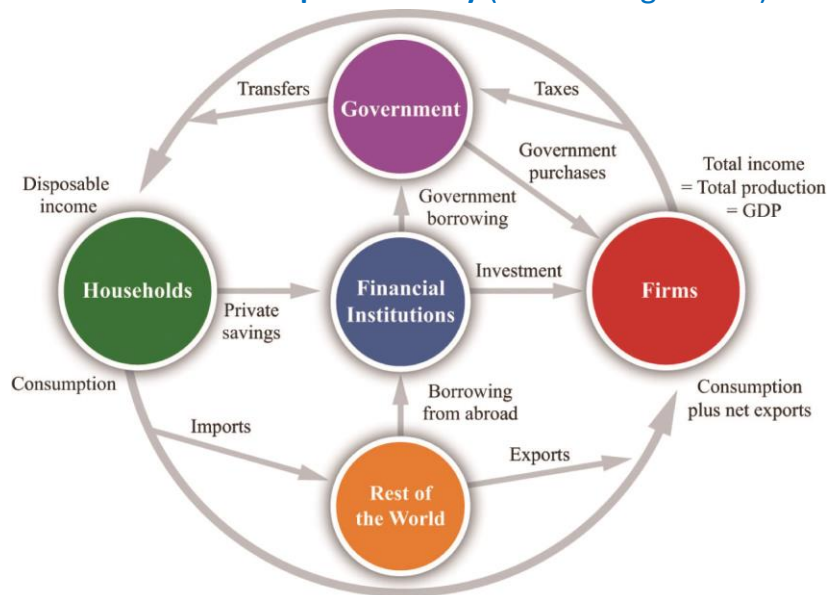 Transfers
Government
Taxes
Government
purchases
Total income
= Total production
= GDP
Disposable
income
Government
borrowing
Households
Financial
Institutions
Investment
Firms
Private
savings
Consumption
Borrowing
from abroad
Consumption
plus net exports
Imports
Exports
Rest of
the World